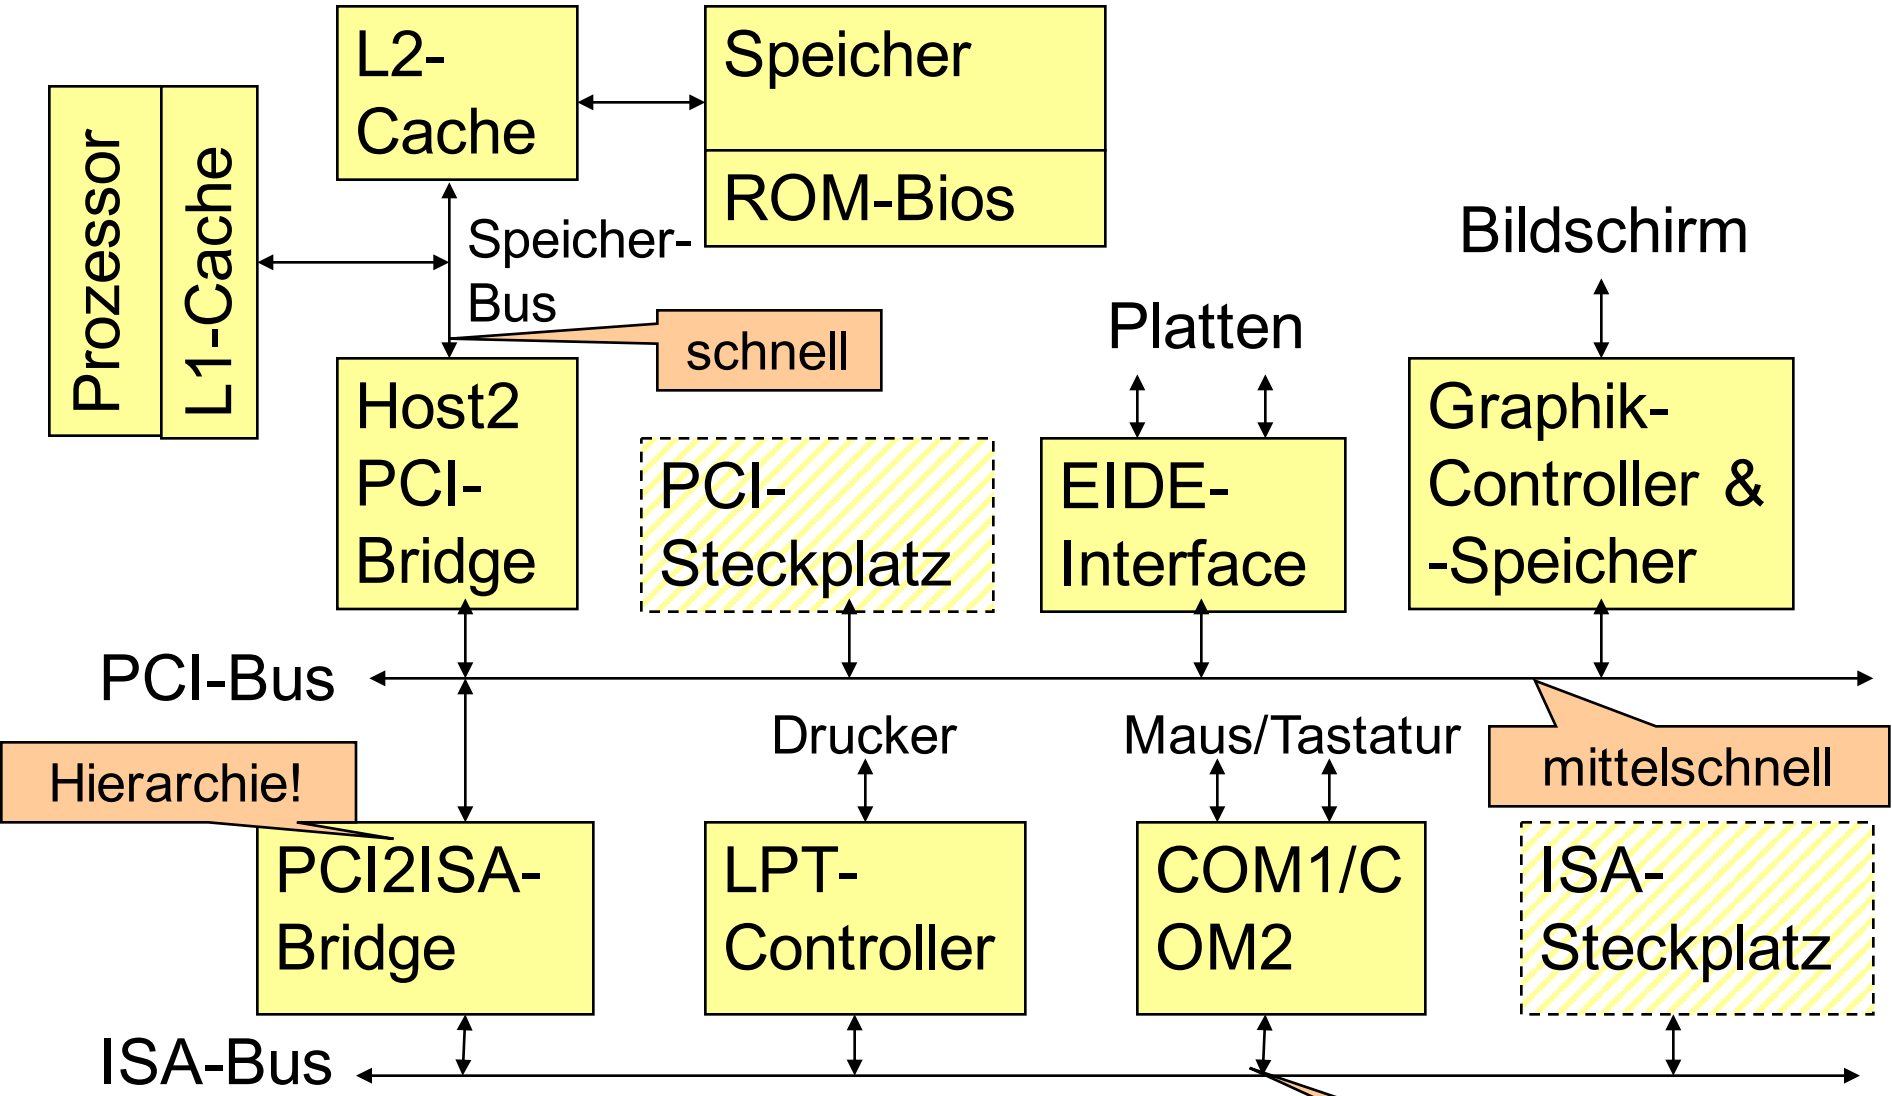 L2-
Cache
Speicher
ROM-Bios
Prozessor
L1-Cache
Speicher-
Bus
schnell
Bildschirm
Platten
Host2
PCI-
Bridge
PCI-
Steckplatz
EIDE-
Interface
Graphik-
Controller &
-Speicher
PCI-Bus
mittelschnell
Hierarchie!
Drucker
Maus/Tastatur
PCI2ISA-
Bridge
LPT-
Controller
COM1/C
OM2
ISA-
Steckplatz
ISA-Bus